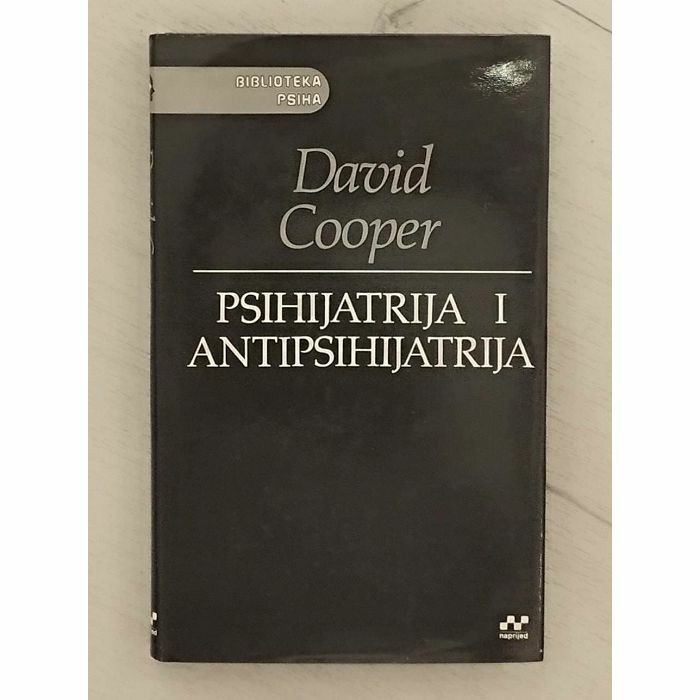 BIBLIOTEKA
PSIHA
David
Cooper
PSIHIJATRIJA I
ANTIPSIHIJATRIJA
naprijed